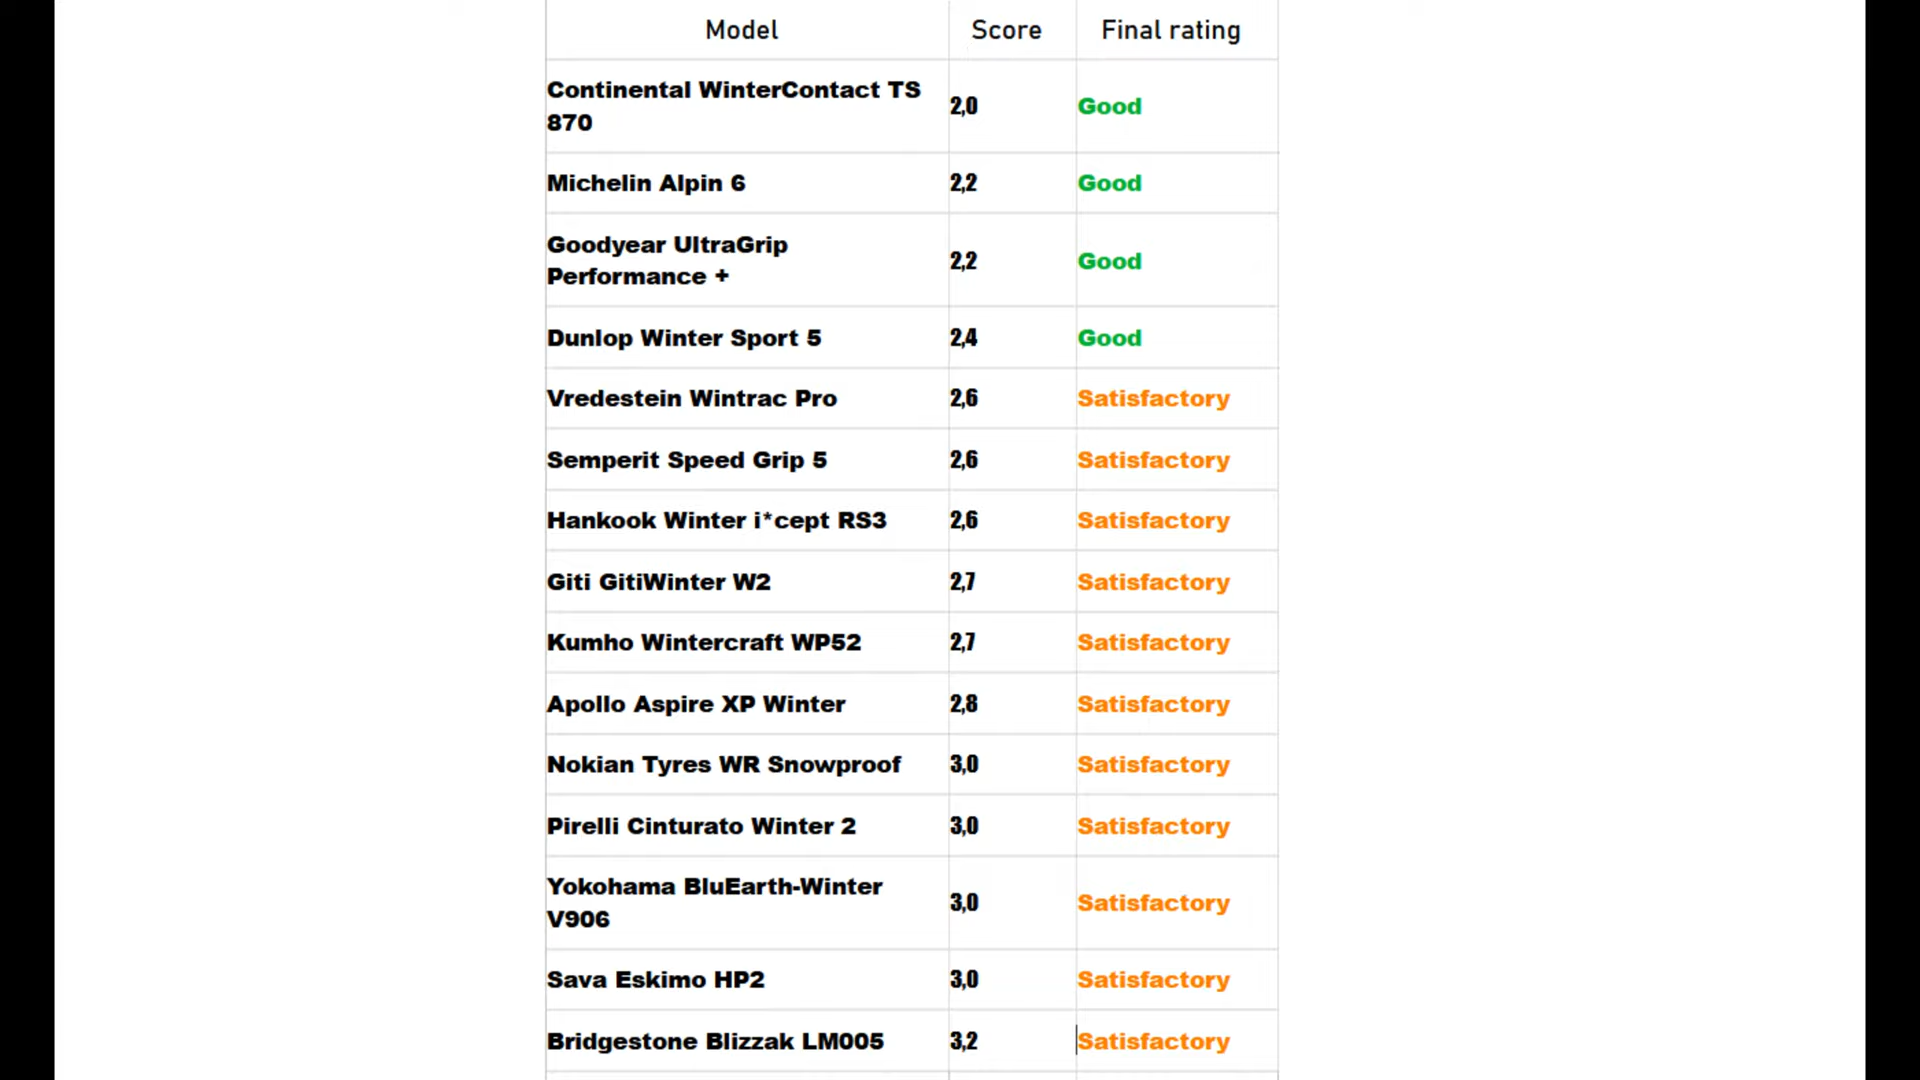 Model Score Final rating
Continental WinterContact TS
870 2,0 Good
Michelin Alpin 6 2,2 Good
Goodyear UltraGrip
Performance + 2,2 Good
Dunlop Winter Sport 5 2,4 Good
Vredestein Wintrac Pro 2,6 Satisfactory
Semperit Speed Grip 5 2,6 Satisfactory
Hankook Winter i*cept RS3 2,6 Satisfactory
Giti GitiWinter W2 2,7 Satisfactory
Kumho Wintercraft WP52 2,7 Satisfactory
Apollo Aspire XP Winter 2,8 Satisfactory
Nokian Tyres WR Snowproof 3,0 Satisfactory
Pirelli Cinturato Winter 2 3,0 Satisfactory
Yokohama BluEarth-Winter
V906 3,0 Satisfactory
Sava Eskimo HP2 3,0 Satisfactory
Bridgestone Blizzak LM005 3,2 Satisfactory